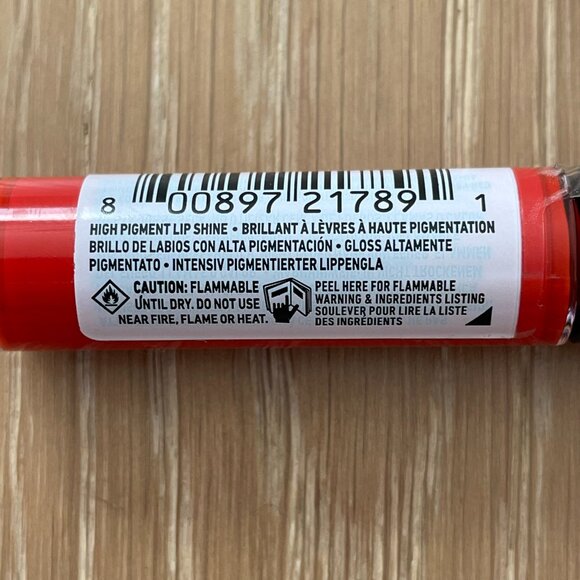 8 00897 21789 1
HIGH PIGMENT LIP SHINE • BRILLANT À LÈVRES À HAUTE PIGMENTATION
BRILLO DE LABIOS CON ALTA PIGMENTACIÓN • GLOSS ALTAMENTE
PIGMENTATO • INTENSIV PIGMENTIERTER LIPPENGLA
CAUTION: FLAMMABLE
UNTIL DRY. DO NOT USE
NEAR FIRE, FLAME OR HEAT.
PEEL HERE FOR FLAMMABLE
WARNING & INGREDIENTS LISTING
SOULEVER POUR LIRE LA LISTE
DES INGRÉDIENTS